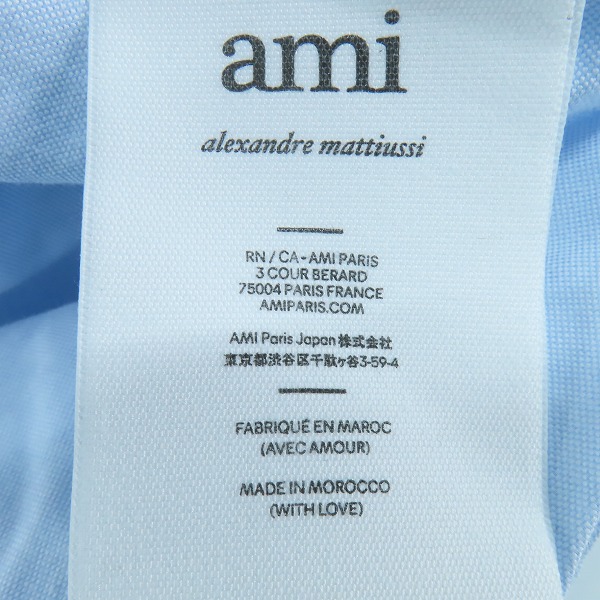 ami
alexandre mattiussi
RN / CA - AMI PARIS
3 COUR BERARD
75004 PARIS FRANCE
AMIPARIS.COM
AMI Paris Japan 株式会社
東京都渋谷区千駄ヶ谷3-59-4
FABRIQUÉ EN MAROC
(AVEC AMOUR)
MADE IN MOROCCO
(WITH LOVE)